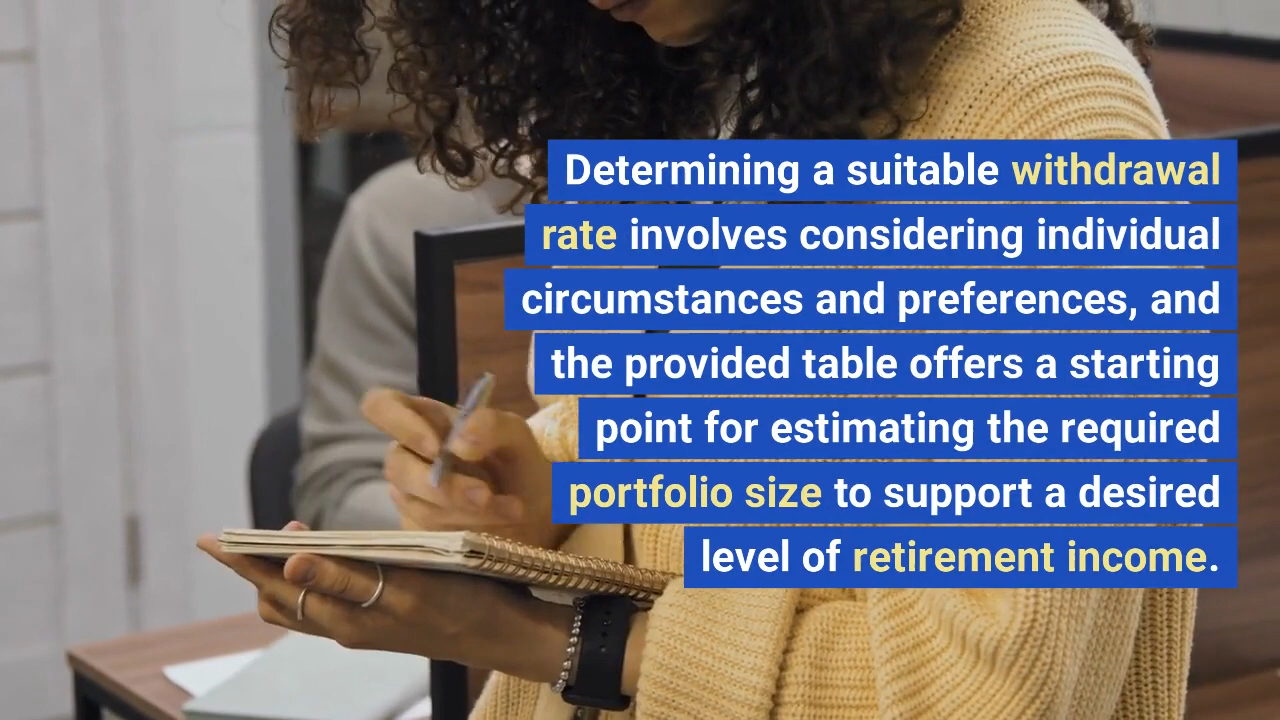 Determining a suitable withdrawal
rate involves considering individual
circumstances and preferences, and
the provided table offers a starting
point for estimating the required
portfolio size to support a desired
level of retirement income.